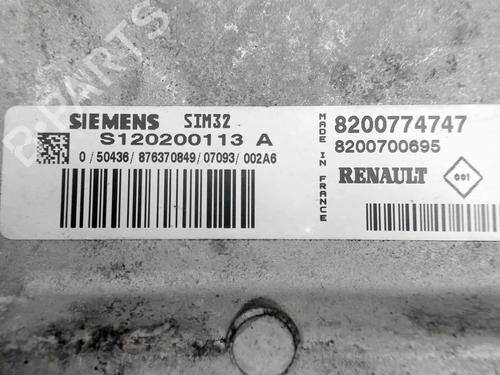 B-PARTS
SIEMENS SIM32
S120200113 A
0/50436/876370849/07093/002A6
MADE IN FRANCE
8200774747
8200700695
RENAULT
001